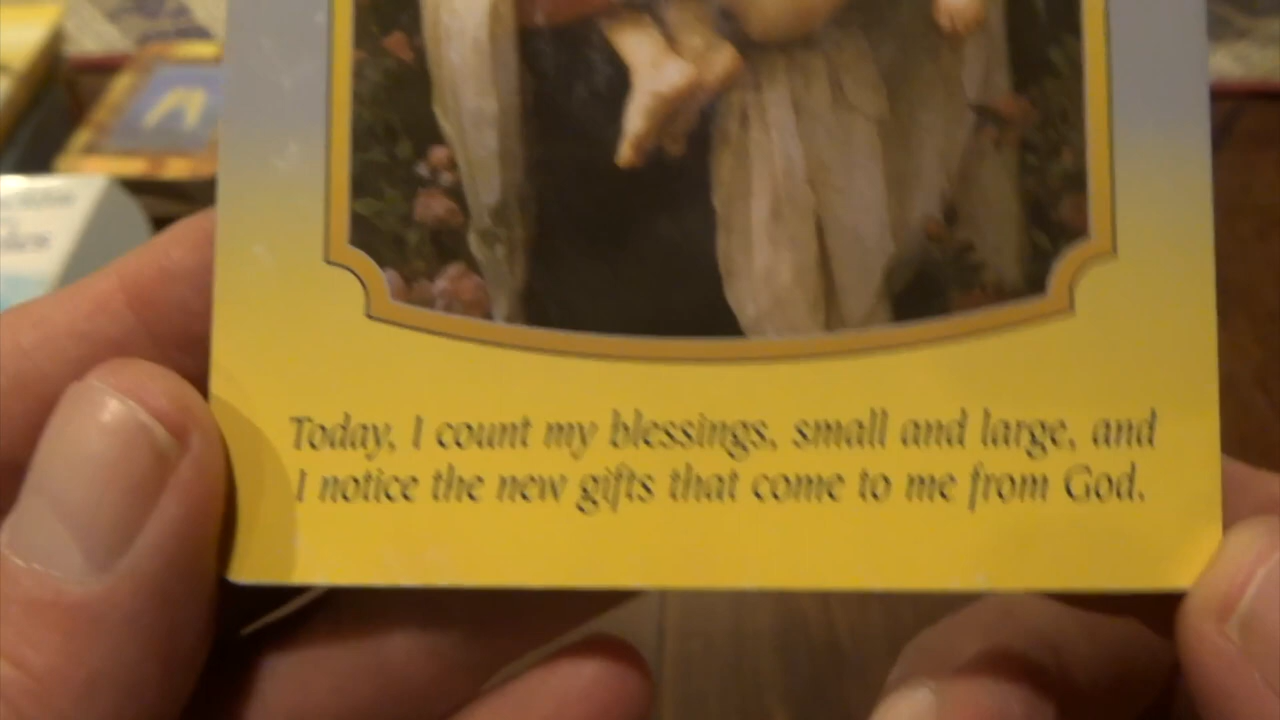 Today, I count my blessings, small and large, and
I notice the new gifts that come to me from God.